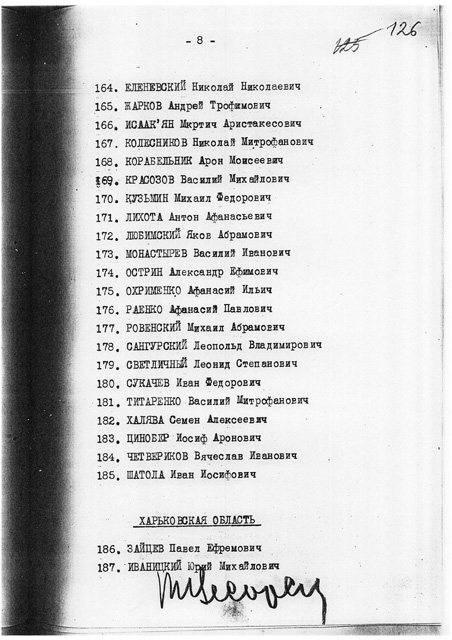 126
125
- 8 -
164. ЕЛЕНЕВСКИЙ Николай Николаевич
165. ЖАРКОВ Андрей Трофимович
166. ИСААК'ЯН Мкртич Аристакесович
167. КОЛЕСНИКОВ Николай Митрофанович
168. КОРАБЕЛЬНИК Арон Моисеевич
169. КРАСОЗОВ Василий Михайлович
170. КУЗЬМИН Михаил Федорович
171. ЛИХОТА Антон Афанасьевич
172. ЛЮБИМСКИЙ Яков Абрамович
173. МОНАСТЫРЕВ Василий Иванович
174. ОСТРИН Александр Ефимович
175. ОХРИМЕНКО Афанасий Ильич
176. РАЕНКО Афанасий Павлович
177. РОВЕНСКИЙ Михаил Абрамович
178. САНГУРСКИЙ Леопольд Владимирович
179. СВЕТЛИЧНЫЙ Леонид Степанович
180. СУКАЧЕВ Иван Федорович
181. ТИТАРЕНКО Василий Митрофанович
182. ХАЛЯВА Семен Алексеевич
183. ЦИНОБЕР Иосиф Аронович
184. ЧЕТВЕРИКОВ Вячеслав Иванович
185. ШАТОЛА Иван Иосифович
ХАРЬКОВСКАЯ ОБЛАСТЬ
186. ЗАЙЦЕВ Павел Ефремович
187. ИВАНИЦКИЙ Юрий Михайлович